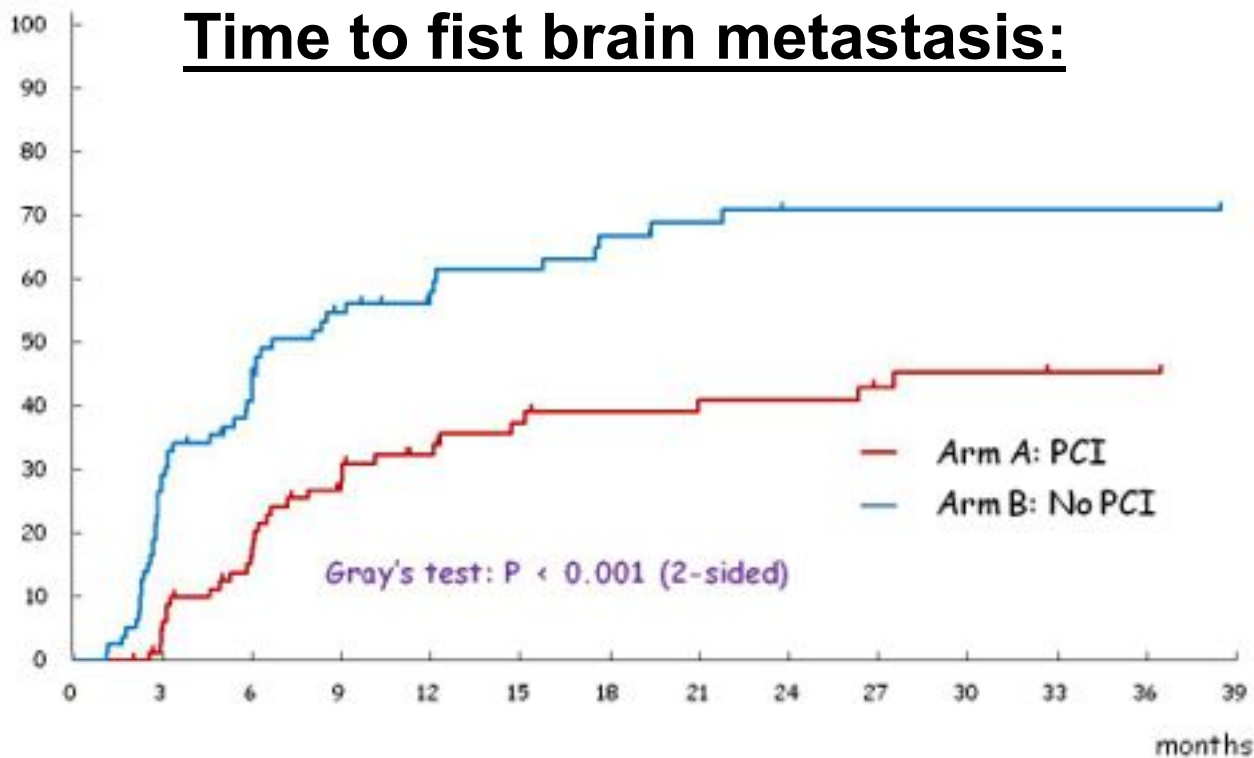 Time to fist brain metastasis:
100
90
80
70
60
50
40
30
20
10
0
Arm A: PCI
Arm B: No PCI
Gray's test: P < 0.001 (2-sided)
0 3 6 9 12 15 18 21 24 27 30 33 36 39
months